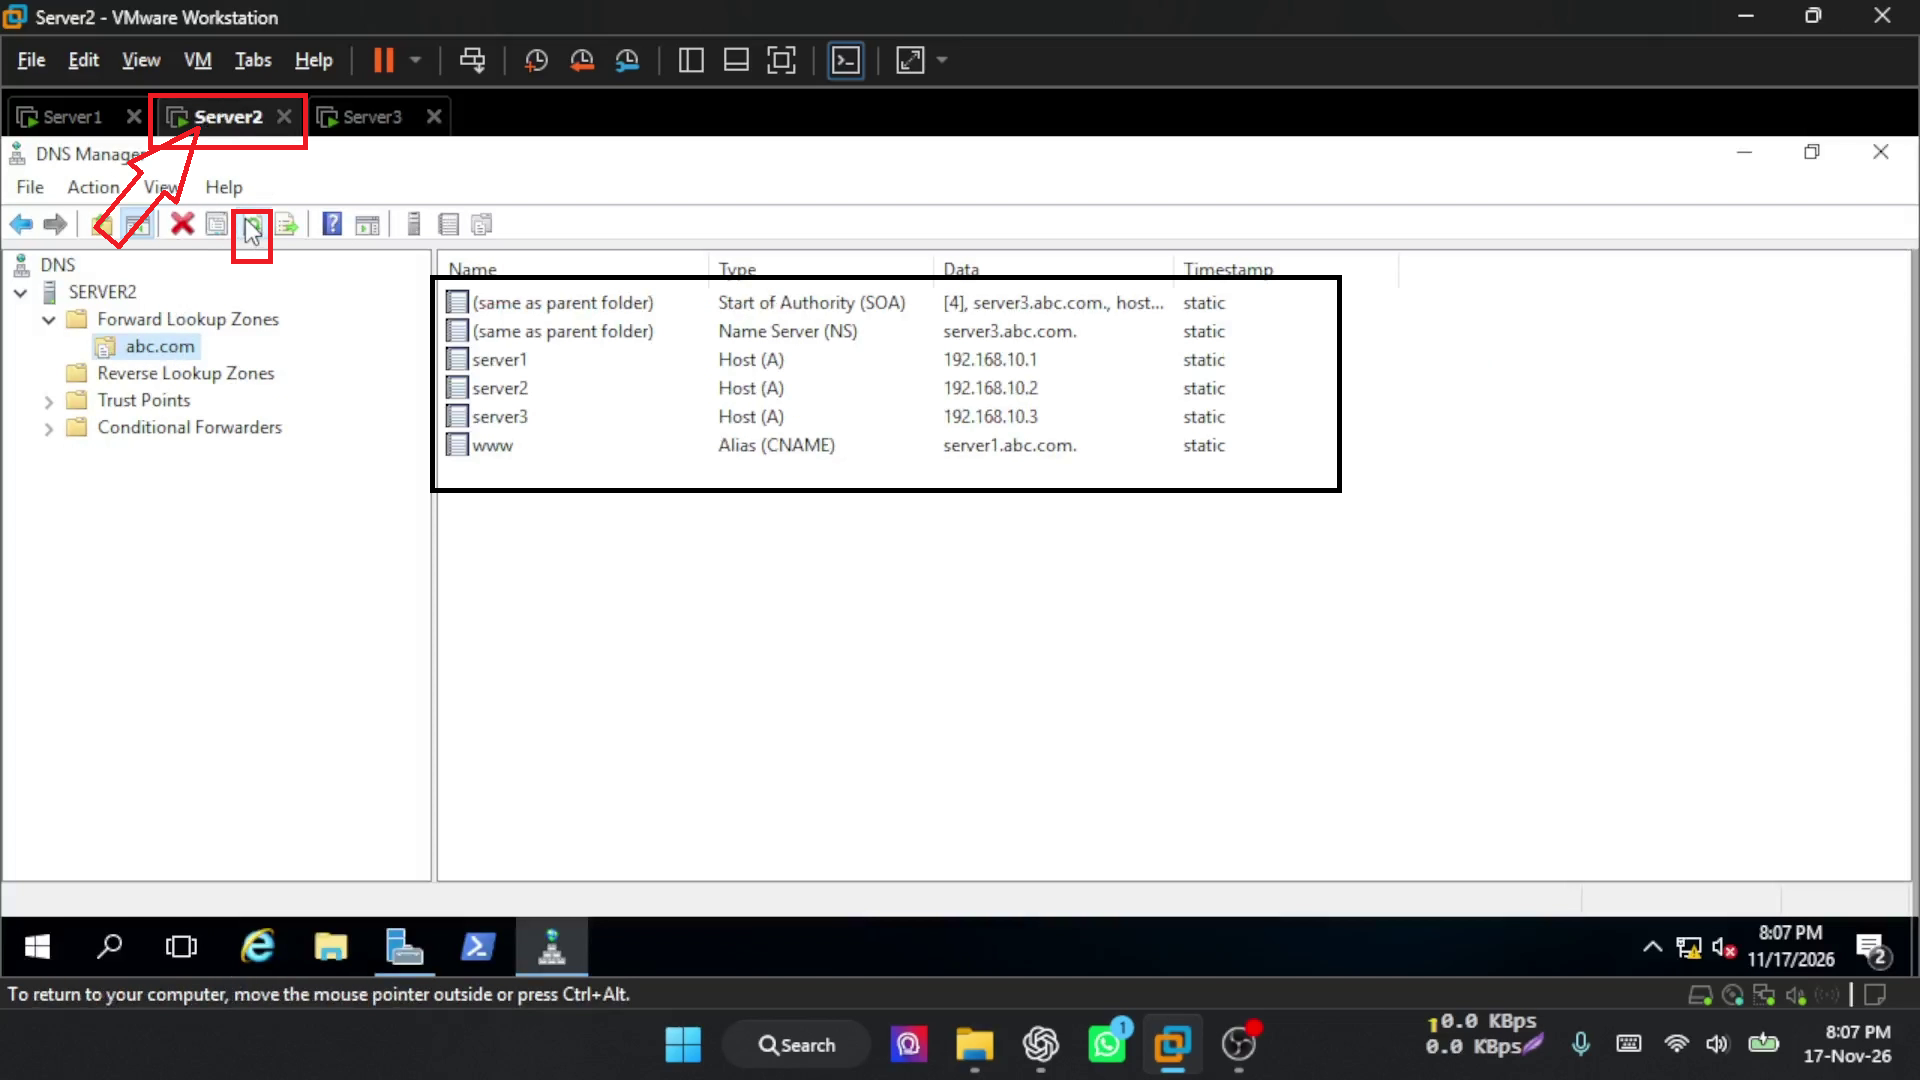 Server2 - VMware Workstation
File Edit View VM Tabs Help
Server1 Server2 Server3
DNS Manager
File Action View Help
DNS
SERVER2
Forward Lookup Zones
abc.com
Reverse Lookup Zones
Trust Points
Conditional Forwarders
Name Type Data Timestamp
(same as parent folder) Start of Authority (SOA) [4], server3.abc.com., host... static
(same as parent folder) Name Server (NS) server3.abc.com. static
server1 Host (A) 192.168.10.1 static
server2 Host (A) 192.168.10.2 static
server3 Host (A) 192.168.10.3 static
www Alias (CNAME) server1.abc.com. static
8:07 PM
11/17/2026
2
To return to your computer, move the mouse pointer outside or press Ctrl+Alt.
Search
1
0.0 KBps
0.0 KBps
8:07 PM
17-Nov-26